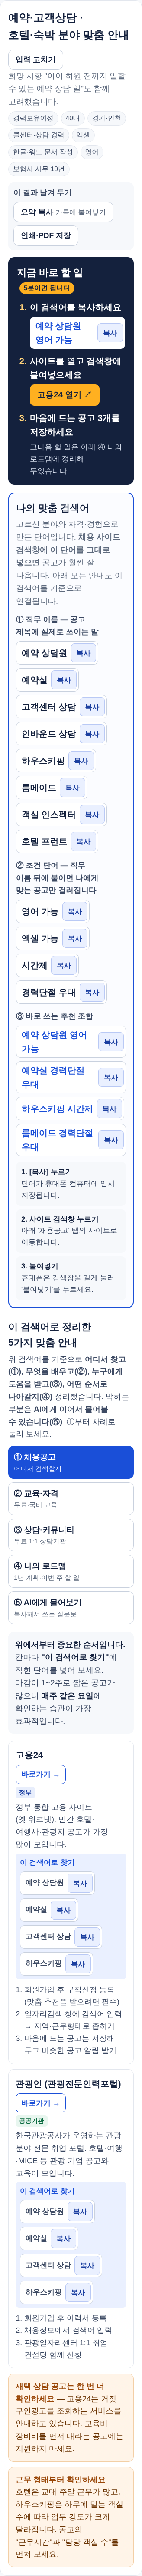 예약·고객상담 ·
호텔·숙박 분야 맞춤 안내
입력 고치기
희망 사항 "아이 하원 전까지 일할
수 있는 예약 상담 일"도 함께
고려했습니다.
경력보유여성
40대
경기·인천
콜센터·상담 경력
엑셀
한글·워드 문서 작성
영어
보험사 사무 10년
이 결과 남겨 두기
요약 복사 카톡에 붙여넣기
인쇄·PDF 저장
지금 바로 할 일
5분이면 됩니다
1. 이 검색어를 복사하세요
예약 상담원
영어 가능
복사
2. 사이트를 열고 검색창에
붙여넣으세요
고용24 열기 ↗
3. 마음에 드는 공고 3개를
저장하세요
그다음 할 일은 아래 ④ 나의
로드맵에 정리해
두었습니다.
나의 맞춤 검색어
고르신 분야와 자격·경험으로
만든 단어입니다. 채용 사이트
검색창에 이 단어를 그대로
넣으면 공고가 훨씬 잘
나옵니다. 아래 모든 안내도 이
검색어를 기준으로
연결됩니다.
① 직무 이름 — 공고
제목에 실제로 쓰이는 말
예약 상담원 복사
예약실 복사
고객센터 상담 복사
인바운드 상담 복사
하우스키핑 복사
룸메이드 복사
객실 인스펙터 복사
호텔 프런트 복사
② 조건 단어 — 직무
이름 뒤에 붙이면 나에게
맞는 공고만 걸러집니다
영어 가능 복사
엑셀 가능 복사
시간제 복사
경력단절 우대 복사
③ 바로 쓰는 추천 조합
예약 상담원 영어
가능
복사
예약실 경력단절
우대
복사
하우스키핑 시간제 복사
룸메이드 경력단절
우대
복사
1. [복사] 누르기
단어가 휴대폰·컴퓨터에 임시
저장됩니다.
2. 사이트 검색창 누르기
아래 '채용공고' 탭의 사이트로
이동합니다.
3. 붙여넣기
휴대폰은 검색창을 길게 눌러
'붙여넣기'를 누르세요.
이 검색어로 정리한
5가지 맞춤 안내
위 검색어를 기준으로 어디서 찾고
(①), 무엇을 배우고(②), 누구에게
도움을 받고(③), 어떤 순서로
나아갈지(④) 정리했습니다. 막히는
부분은 AI에게 이어서 물어볼
수 있습니다(⑤). ①부터 차례로
눌러 보세요.
① 채용공고
어디서 검색할지
② 교육·자격
무료·국비 교육
③ 상담·커뮤니티
무료 1:1 상담기관
④ 나의 로드맵
1년 계획·이번 주 할 일
⑤ AI에게 물어보기
복사해서 쓰는 질문문
위에서부터 중요한 순서입니다.
칸마다 "이 검색어로 찾기"에
적힌 단어를 넣어 보세요.
마감이 1~2주로 짧은 공고가
많으니 매주 같은 요일에
확인하는 습관이 가장
효과적입니다.
고용24
바로가기 →
정부
정부 통합 고용 사이트
(옛 워크넷). 민간 호텔·
여행사·관광지 공고가 가장
많이 모입니다.
이 검색어로 찾기
예약 상담원 복사
예약실 복사
고객센터 상담 복사
하우스키핑 복사
1. 회원가입 후 구직신청 등록
(맞춤 추천을 받으려면 필수)
2. 일자리검색 창에 검색어 입력
→ 지역·근무형태로 좁히기
3. 마음에 드는 공고는 저장해
두고 비슷한 공고 알림 받기
관광인 (관광전문인력포털)
바로가기 →
공공기관
한국관광공사가 운영하는 관광
분야 전문 취업 포털. 호텔·여행
·MICE 등 관광 기업 공고와
교육이 모입니다.
이 검색어로 찾기
예약 상담원 복사
예약실 복사
고객센터 상담 복사
하우스키핑 복사
1. 회원가입 후 이력서 등록
2. 채용정보에서 검색어 입력
3. 관광일자리센터 1:1 취업
컨설팅 함께 신청
재택 상담 공고는 한 번 더
확인하세요 — 고용24는 거짓
구인광고를 조회하는 서비스를
안내하고 있습니다. 교육비·
장비비를 먼저 내라는 공고에는
지원하지 마세요.
근무 형태부터 확인하세요 —
호텔은 교대·주말 근무가 많고,
하우스키핑은 하루에 맡는 객실
수에 따라 업무 강도가 크게
달라집니다. 공고의
"근무시간"과 "담당 객실 수"를
먼저 보세요.